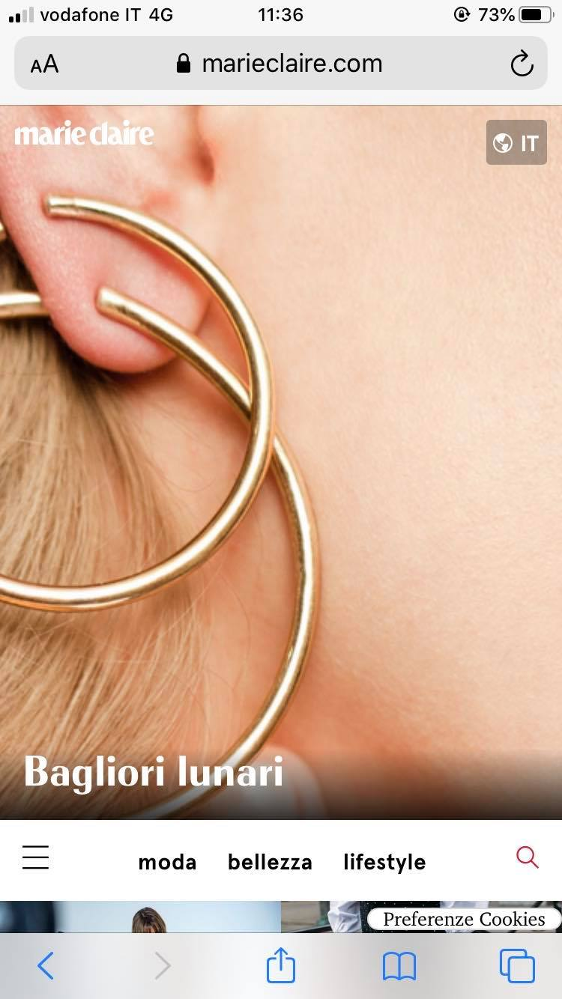 vodafone IT 4G 11:36 73%
AA marieclaire.com
marie claire
IT
Bagliori lunari
moda bellezza lifestyle
Preferenze Cookies